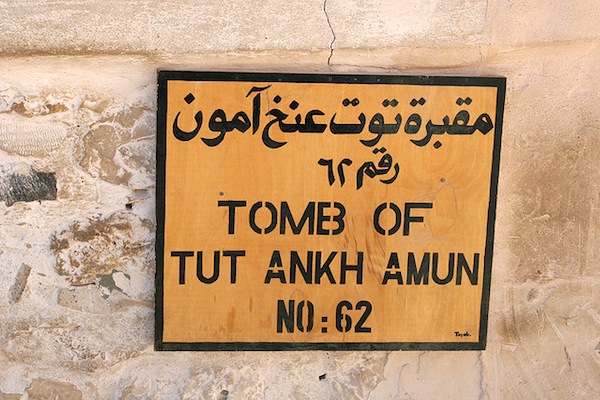 مقبرة توت عنخ آمون
رقم ٦٢
TOMB OF
TUT ANKH AMUN
NO: 62